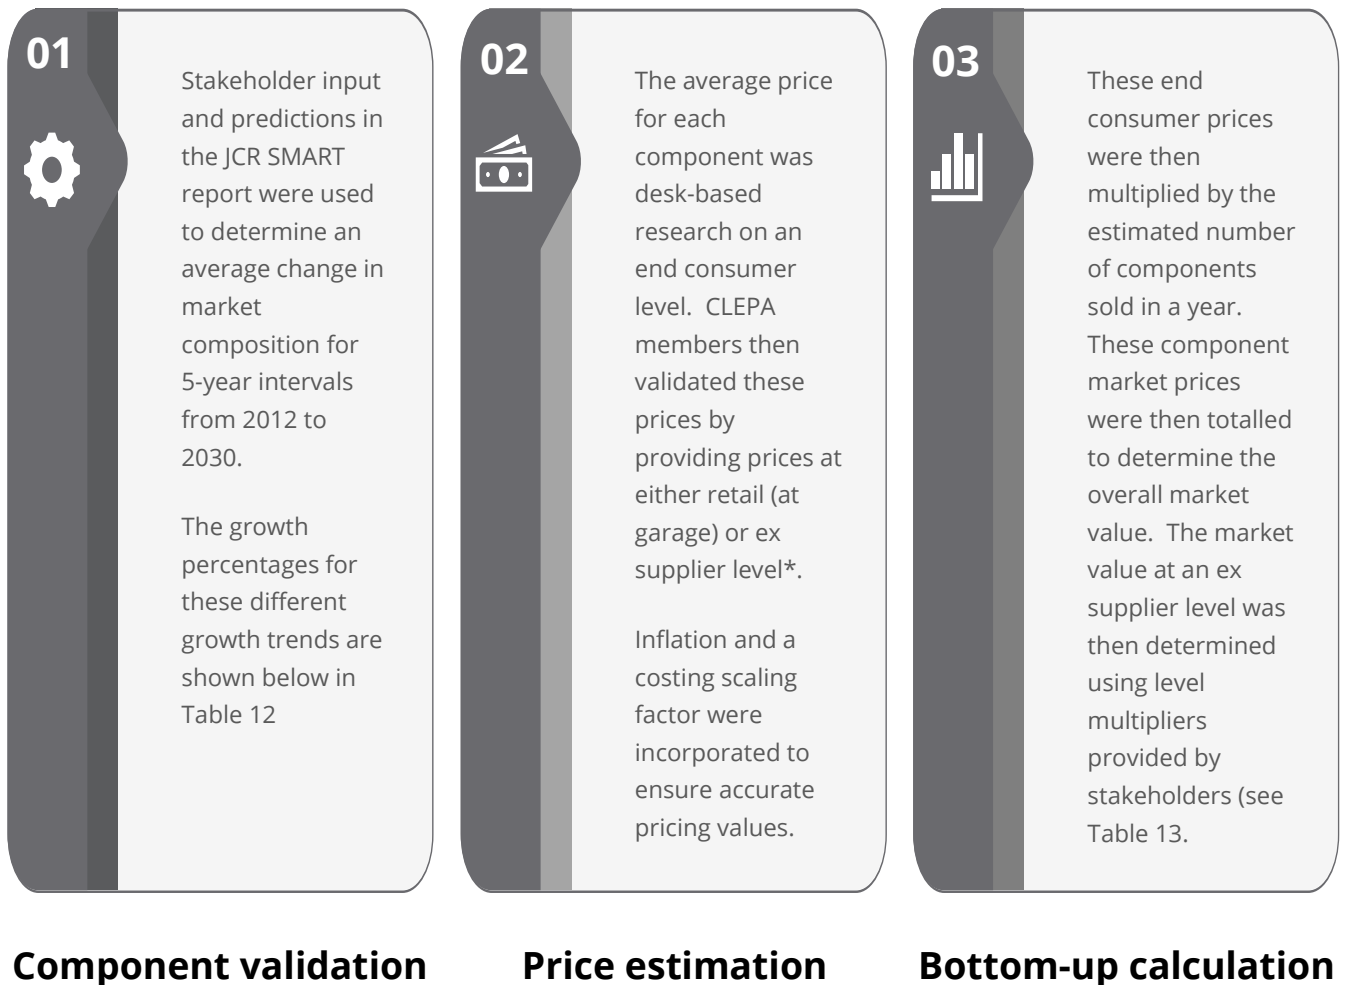 01
Stakeholder input
and predictions in
the JCR SMART
report were used
to determine an
average change in
market
composition for
5-year intervals
from 2012 to
2030.
The growth
percentages for
these different
growth trends are
shown below in
Table 12
Component validation
02
The average price
for each
component was
desk-based
research on an
end consumer
level.  CLEPA
members then
validated these
prices by
providing prices at
either retail (at
garage) or ex
supplier level*.
Inflation and a
costing scaling
factor were
incorporated to
ensure accurate
pricing values.
Price estimation
03
These end
consumer prices
were then
multiplied by the
estimated number
of components
sold in a year.
These component
market prices
were then totalled
to determine the
overall market
value.  The market
value at an ex
supplier level was
then determined
using level
multipliers
provided by
stakeholders (see
Table 13.
Bottom-up calculation